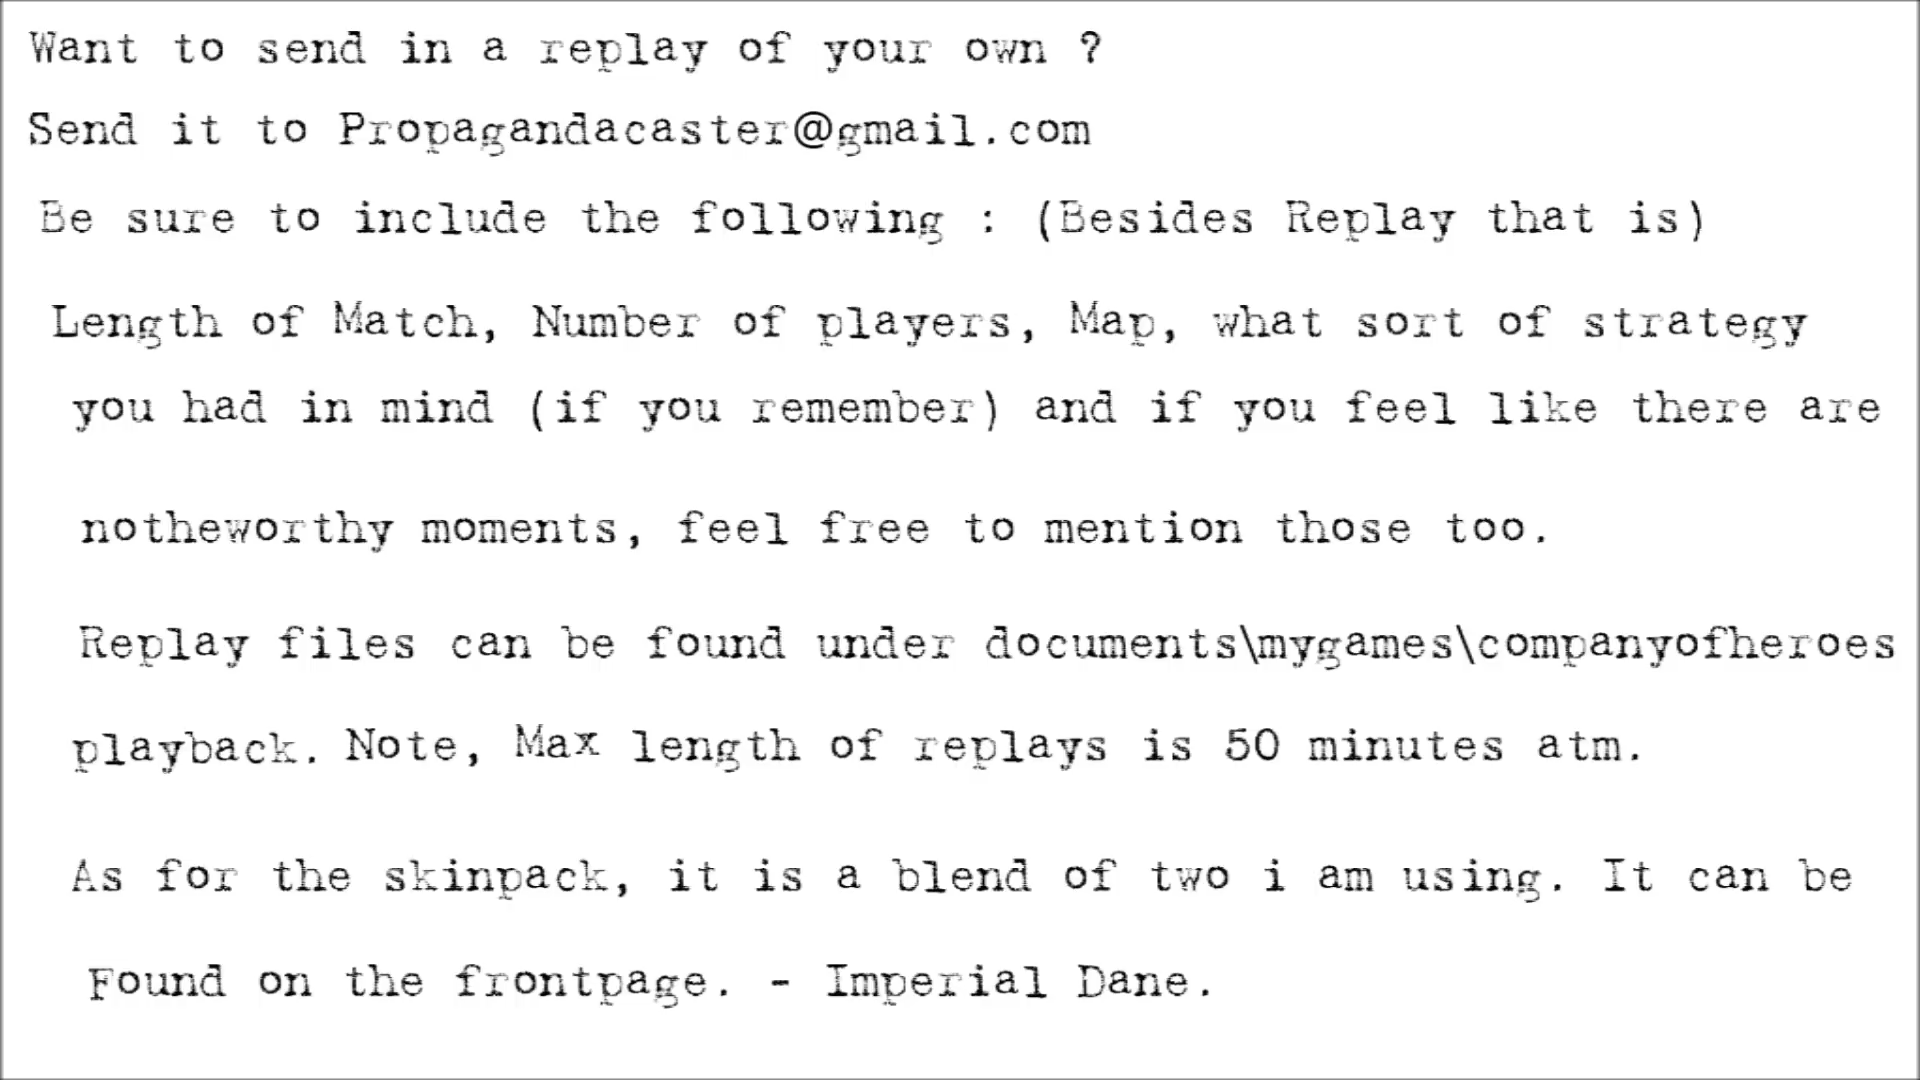 Want to send in a replay of your own ?
Send it to Propagandacaster@gmail.com
Be sure to include the following : (Besides Replay that is)
Length of Match, Number of players, Map, what sort of strategy
you had in mind (if you remember) and if you feel like there are
notheworthy moments, feel free to mention those too.
Replay files can be found under documents\mygames\companyofheroes
playback. Note, Max length of replays is 50 minutes atm.
As for the skinpack, it is a blend of two i am using. It can be
Found on the frontpage. - Imperial Dane.